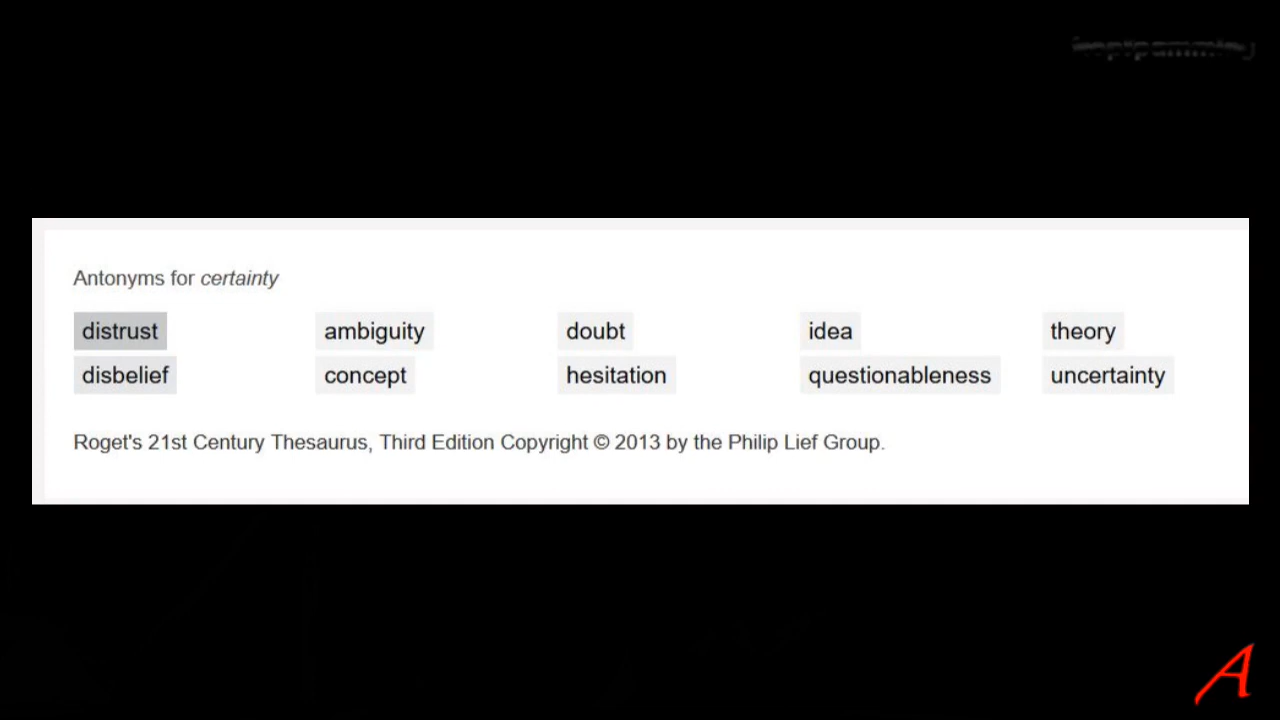 Antonyms for certainty
distrust ambiguity doubt idea theory
disbelief concept hesitation questionableness uncertainty
Roget's 21st Century Thesaurus, Third Edition Copyright © 2013 by the Philip Lief Group.
A